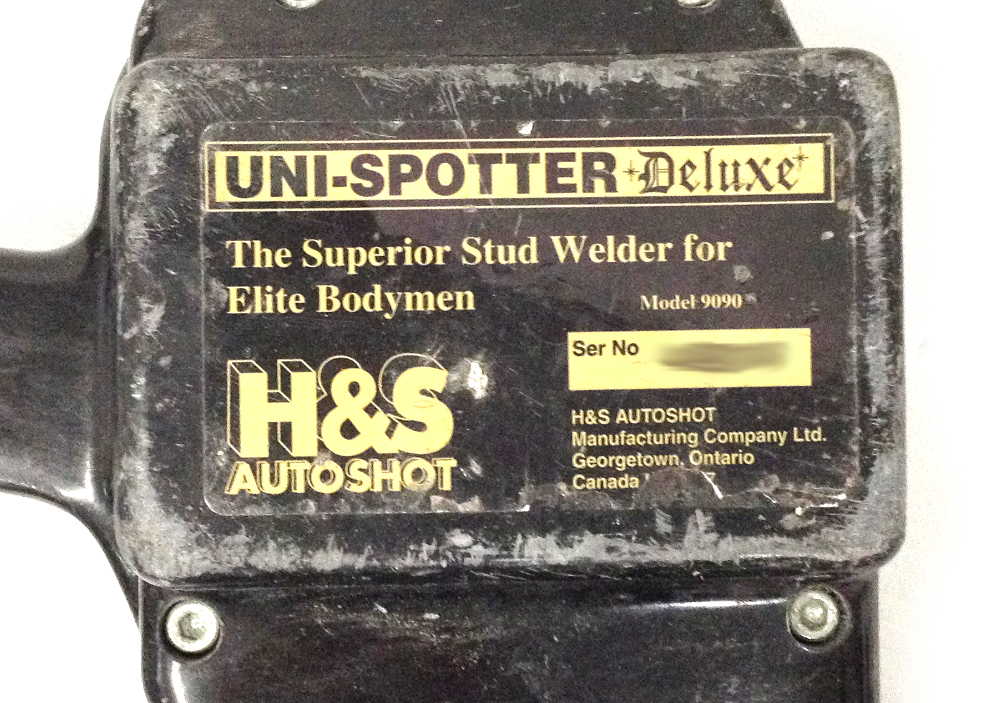 UNI-SPOTTER Deluxe
The Superior Stud Welder for
Elite Bodymen
Model 9090
Ser No
H&S
AUTOSHOT
H&S AUTOSHOT
Manufacturing Company Ltd.
Georgetown, Ontario
Canada